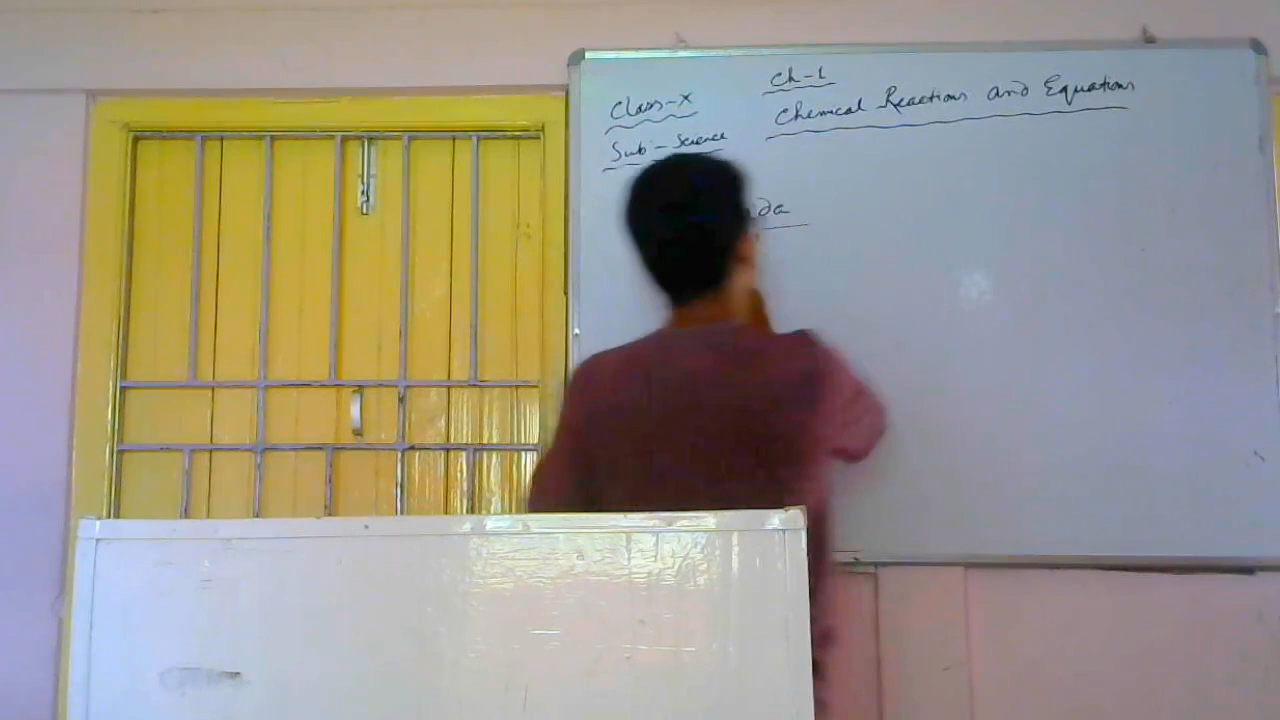 Ch-1
Class-X
Chemical Reactions and Equations
Sub:- Science